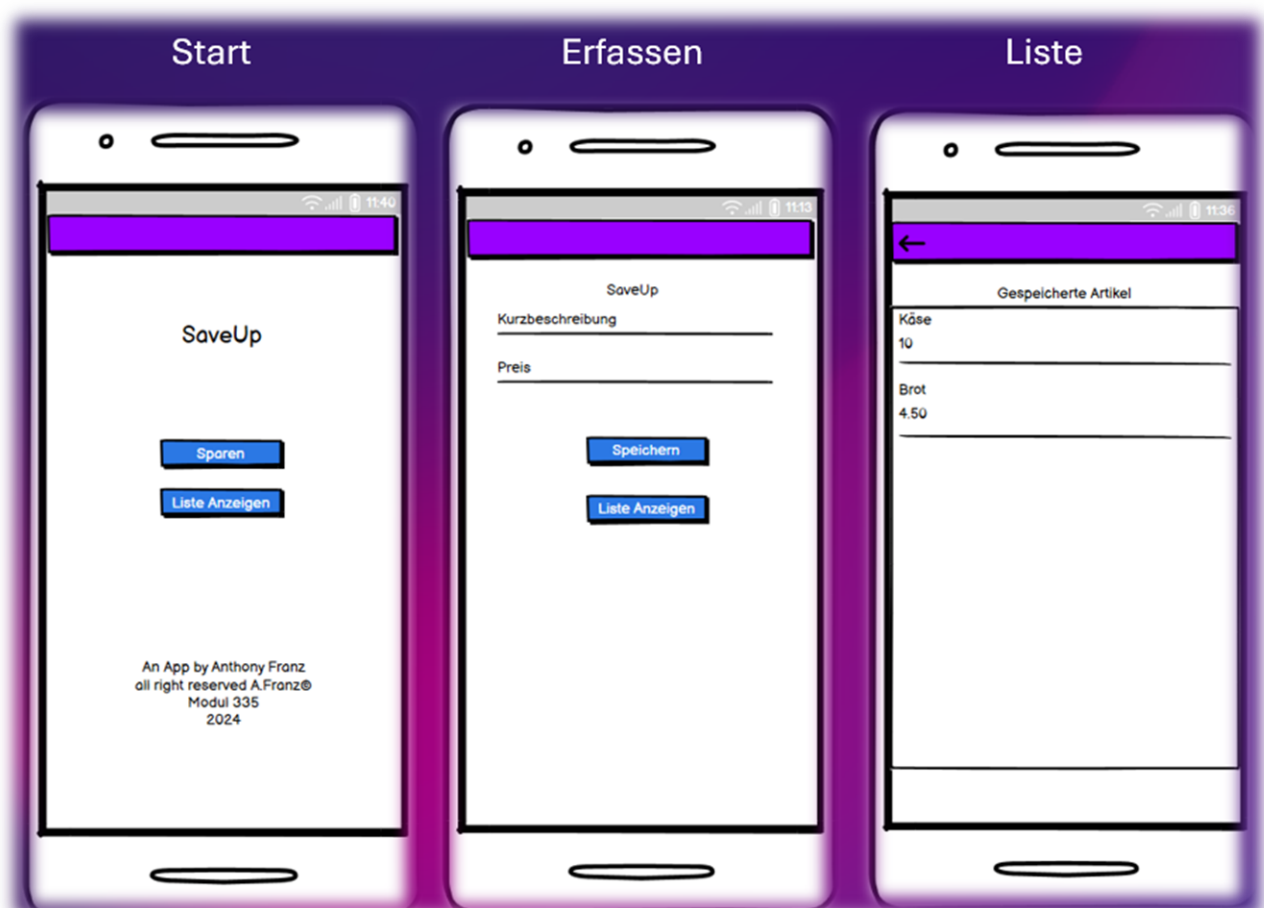 Start
Erfassen
Liste
11:40
SaveUp
Sparen
Liste Anzeigen
An App by Anthony Franz
all right reserved A.Franz©
Modul 335
2024
11:13
SaveUp
Kurzbeschreibung
Preis
Speichern
Liste Anzeigen
11:36
Gespeicherte Artikel
Käse
10
Brot
4.50